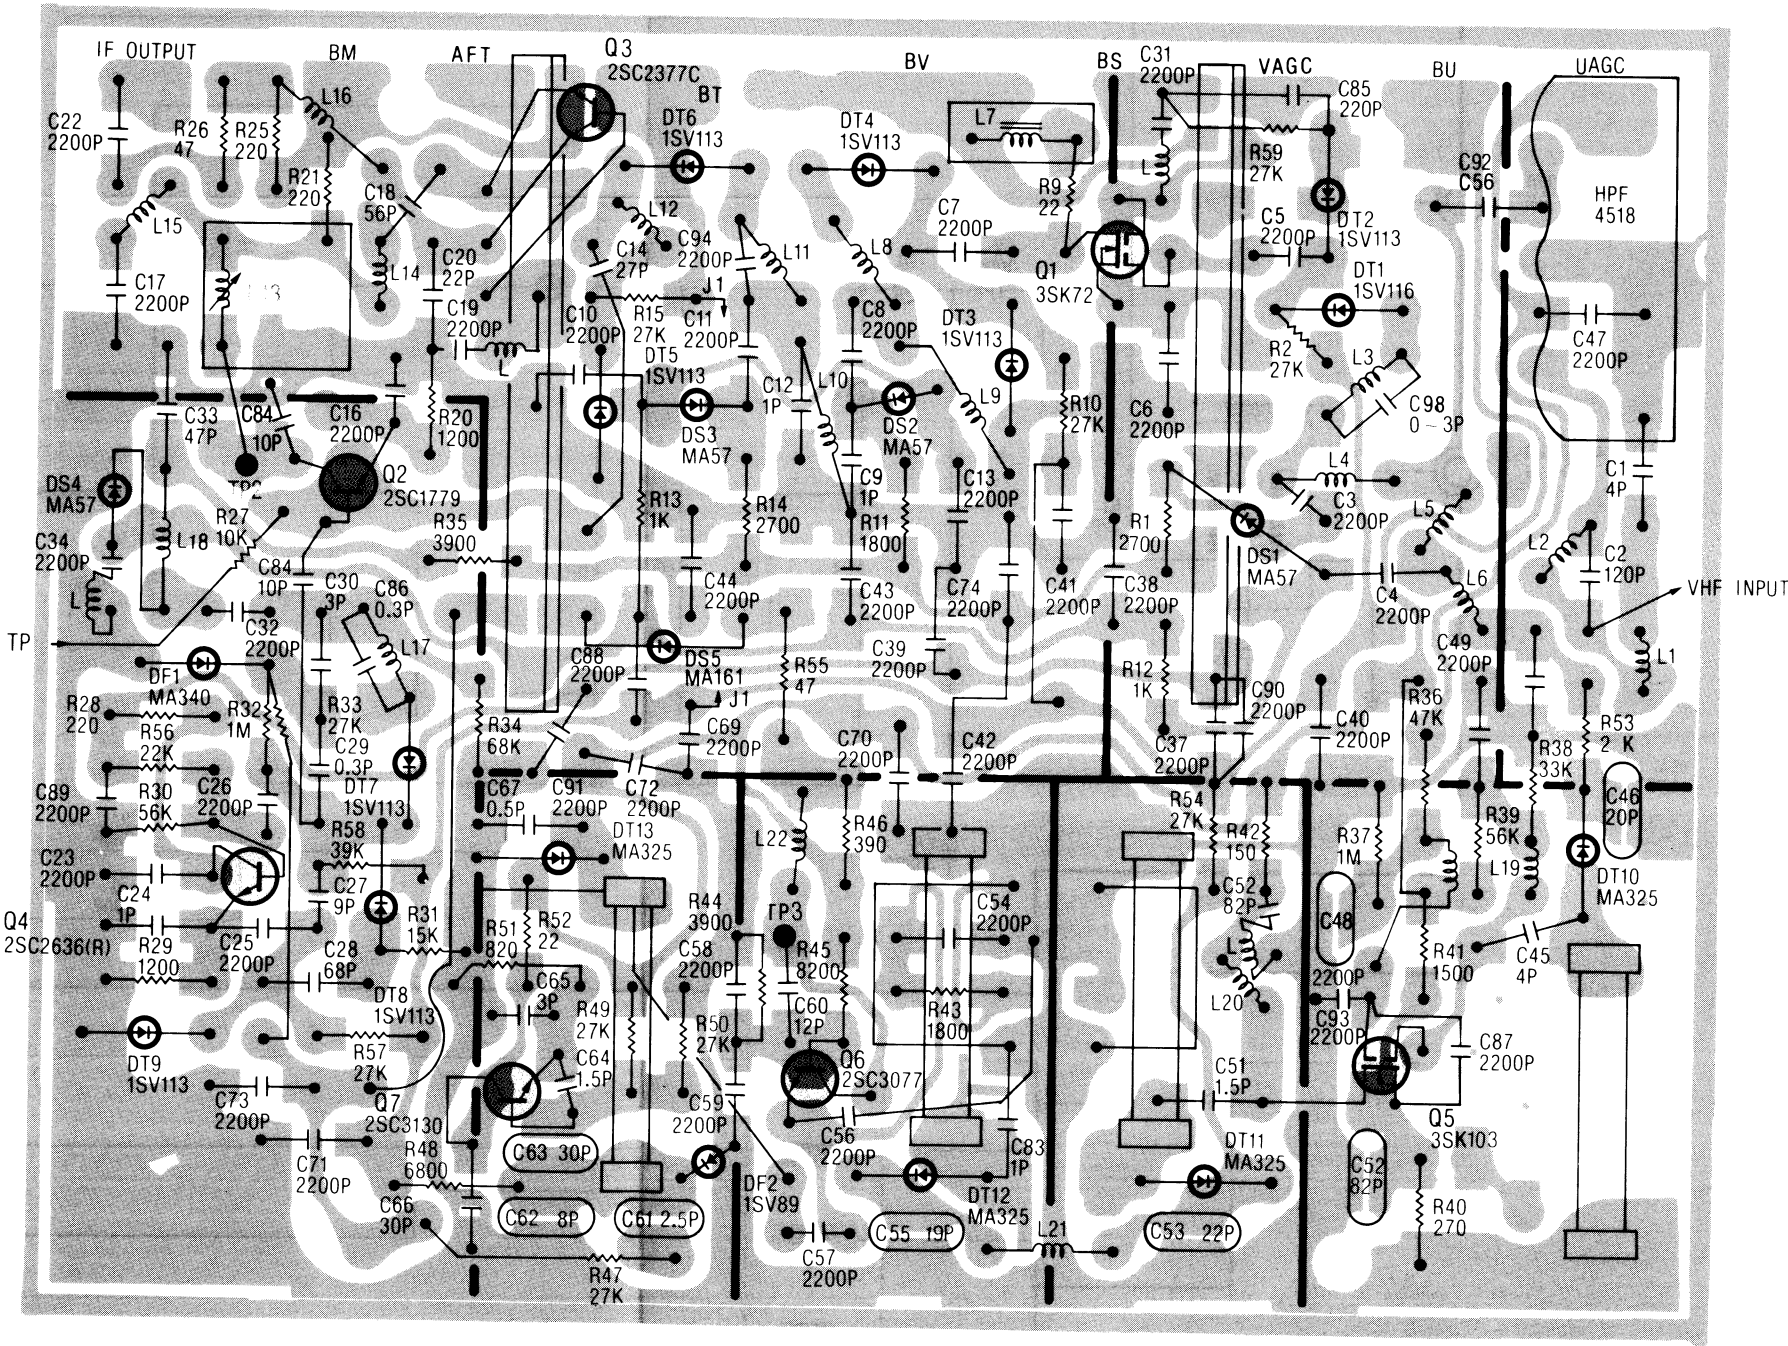 IF OUTPUT
BM
AFT
Q3
2SC2377C
BT
BV
BS
C31
2200P
VAGC
C85
220P
BU
UAGC
C22
2200P
R26
47
R25
220
L16
DT6
1SV113
DT4
1SV113
L7
L
R59
27K
C92
C56
HPF
4518
R21
220
C18
56P
L15
L12
R9
22
DT2
1SV113
C7
2200P
C5
2200P
C17
2200P
L14
C20
22P
C14
27P
C94
2200P
L11
L8
Q1
3SK72
DT1
1SV116
C19
2200P
L
C10
2200P
R15
27K
J1
C11
2200P
C8
2200P
DT3
1SV113
R2
27K
L3
C47
2200P
DT5
1SV113
C12
1P
L10
L9
C33
47P
C84
10P
C16
2200P
R20
1200
DS3
MA57
DS2
MA57
R10
27K
C6
2200P
C98
0-3P
DS4
MA57
Q2
2SC1779
L4
C1
4P
R27
10K
R35
3900
R13
1K
R14
2700
C9
1P
R11
1800
C13
2200P
R1
2700
C3
2200P
L5
L18
C34
2200P
L
C84
10P
C30
3P
C86
0.3P
C44
2200P
C43
2200P
C74
2200P
C41
2200P
C38
2200P
DS1
MA57
C4
2200P
L6
L2
C2
120P
VHF INPUT
TP
C32
2200P
L17
C88
2200P
DS5
MA161
J1
R55
47
C39
2200P
R12
1K
C49
2200P
L1
DF1
MA340
R28
220
R56
22K
R32
1M
R33
27K
R34
68K
C69
2200P
C70
2200P
C42
2200P
C90
2200P
C37
2200P
C40
2200P
R36
47K
R38
33K
R53
2 K
C29
0.3P
DT7
1SV113
C89
2200P
R30
56K
C26
2200P
C67
0.5P
C91
2200P
C72
2200P
DT13
MA325
L22
R46
390
R54
27K
R42
150
R37
1M
R39
56K
L19
C46
20P
R58
39K
C23
2200P
C24
1P
C27
9P
DT10
MA325
Q4
2SC2636(R)
R29
1200
C25
2200P
C28
68P
R31
15K
R51
820
R52
22
R44
3900
C58
2200P
R45
8200
C54
2200P
C52
82P
L
L20
C48
2200P
R41
1500
C45
4P
C65
3P
R49
27K
R50
27K
C60
12P
R43
1800
C93
2200P
DT8
1SV113
DT9
1SV113
R57
27K
C64
1.5P
Q6
2SC3077
C51
1.5P
C87
2200P
C73
2200P
Q7
2SC3130
C59
2200P
C56
2200P
C83
1P
Q5
3SK103
C71
2200P
R48
6800
C63 30P
DF2
1SV89
DT12
MA325
DT11
MA325
C52
82P
C66
30P
C62 8P
C61 2.5P
C57
2200P
C55 19P
L21
C53 22P
R40
270
R47
27K